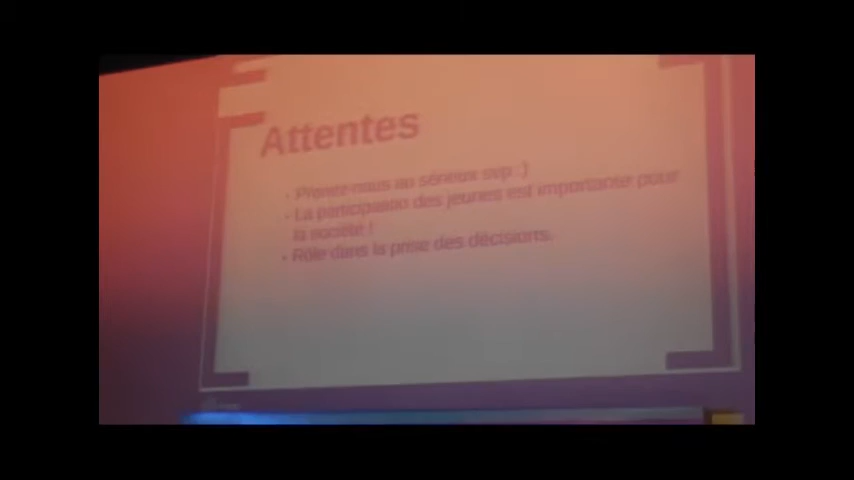 Attentes
- Prenez-nous au sérieux svp :)
- La participation des jeunes est importante pour
la société !
- Rôle dans la prise des décisions.